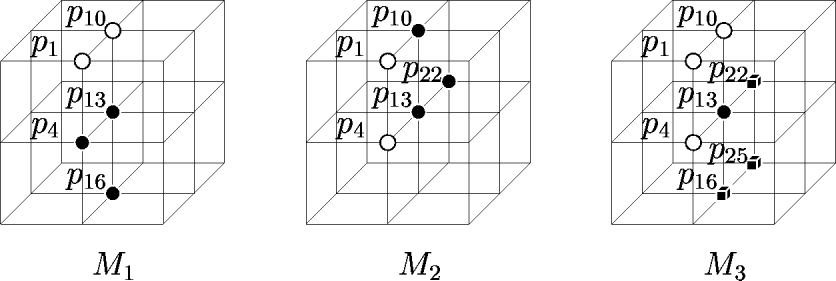 p10 p10 p10
p1 p1 p1
p22 p22
p13 p13 p13
p4 p4 p4
p25
p16 p16
M1 M2 M3